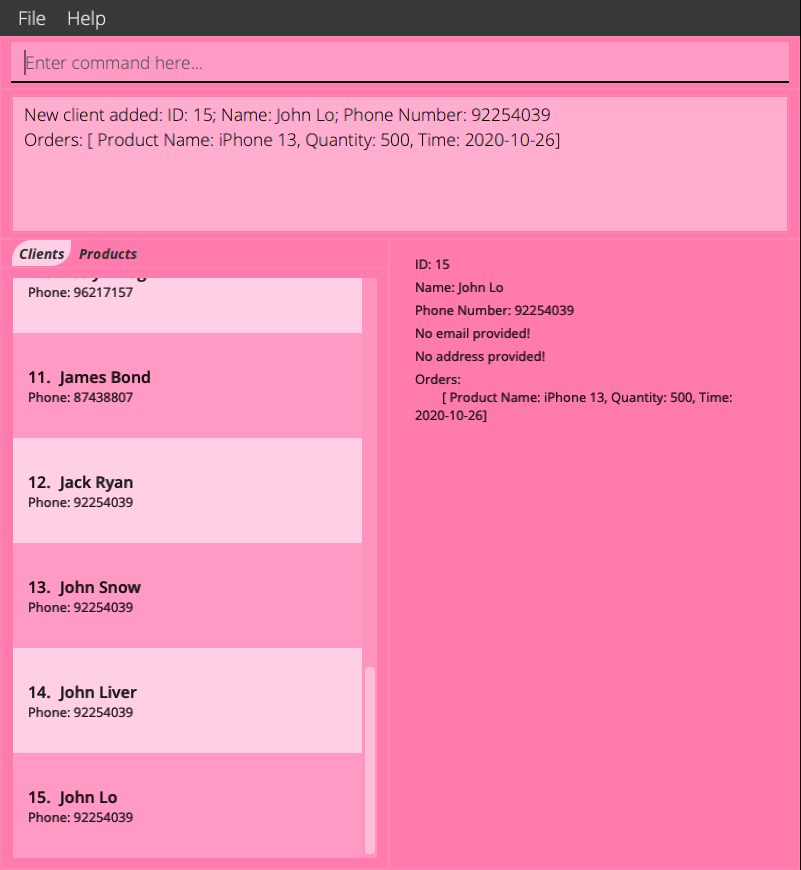 File Help
Enter command here...
New client added: ID: 15; Name: John Lo; Phone Number: 92254039
Orders: [ Product Name: iPhone 13, Quantity: 500, Time: 2020-10-26]
Clients Products
Phone: 96217157
11. James Bond
Phone: 87438807
12. Jack Ryan
Phone: 92254039
13. John Snow
Phone: 92254039
14. John Liver
Phone: 92254039
15. John Lo
Phone: 92254039
ID: 15
Name: John Lo
Phone Number: 92254039
No email provided!
No address provided!
Orders:
[ Product Name: iPhone 13, Quantity: 500, Time:
2020-10-26]